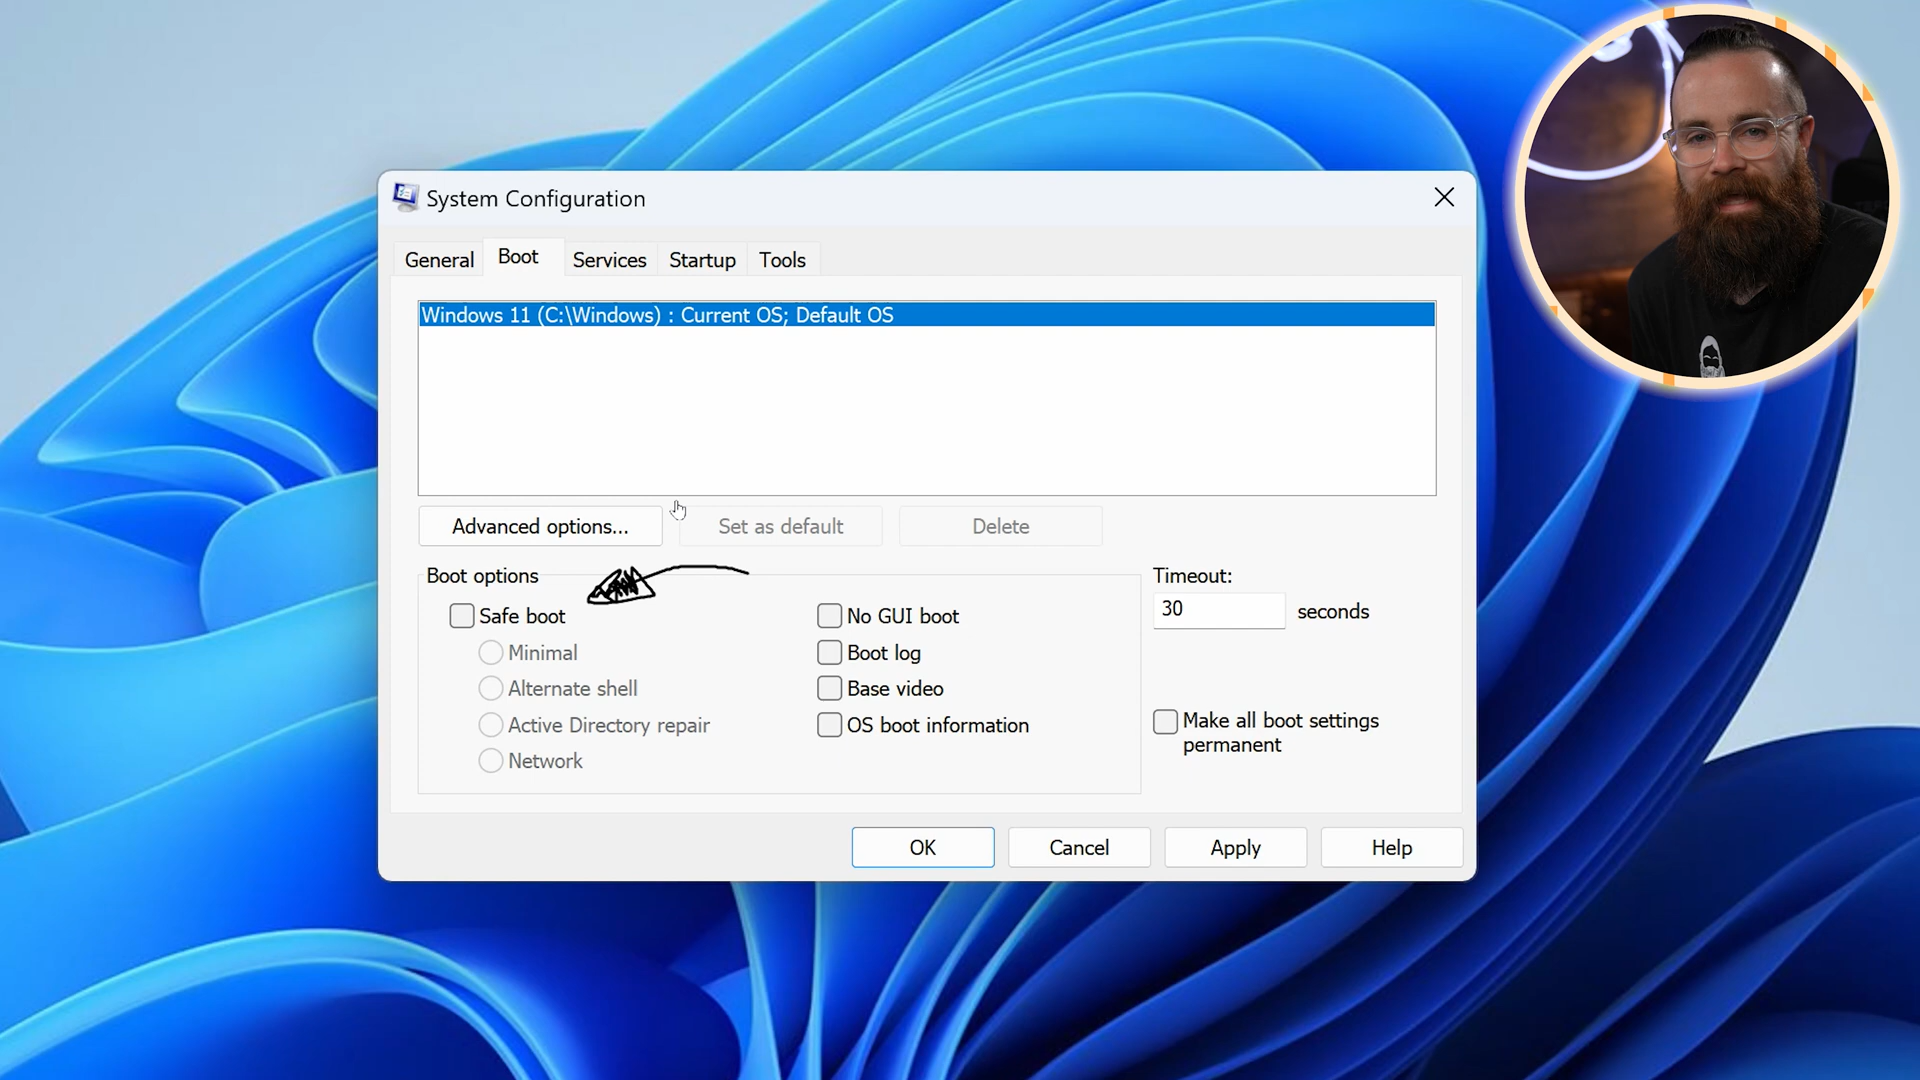 System Configuration
General Boot Services Startup Tools
Windows 11 (C:\Windows) : Current OS; Default OS
Advanced options... Set as default Delete
Boot options
Safe boot
Minimal
Alternate shell
Active Directory repair
Network
No GUI boot
Boot log
Base video
OS boot information
Timeout:
30 seconds
Make all boot settings
permanent
OK Cancel Apply Help